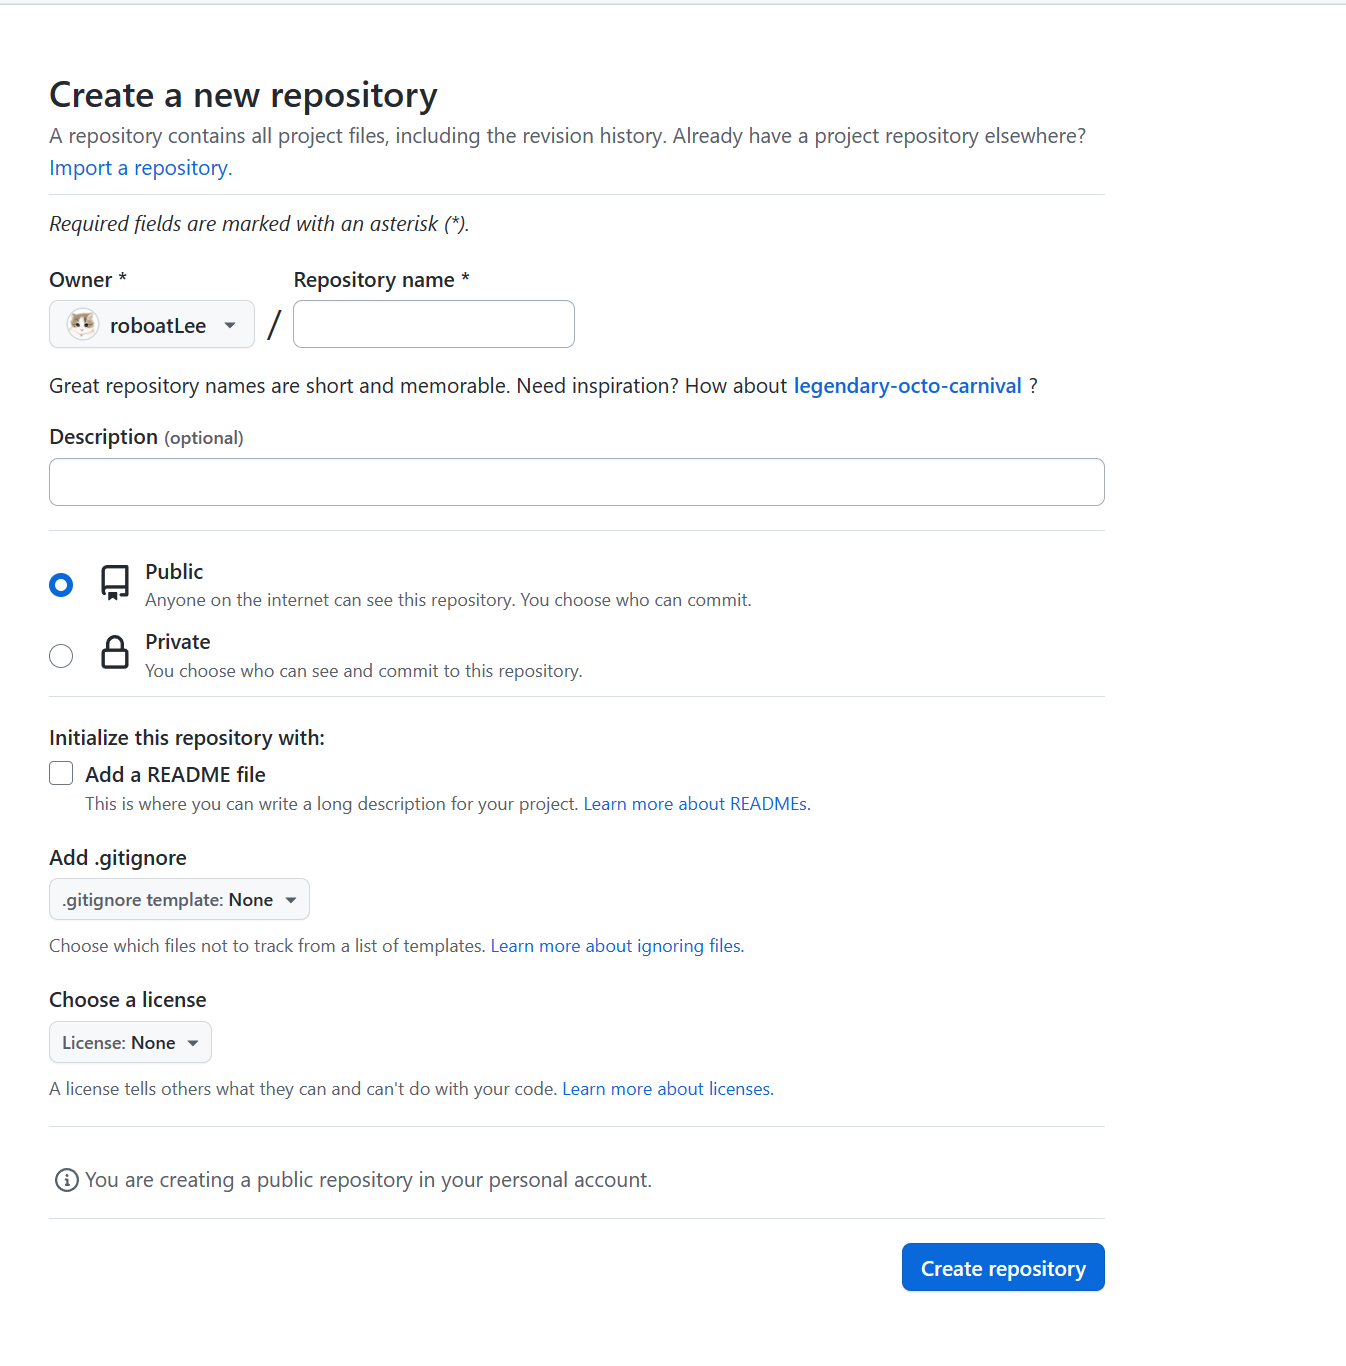 Create a new repository
A repository contains all project files, including the revision history. Already have a project repository elsewhere?
Import a repository.
Required fields are marked with an asterisk (*).
Owner * Repository name *
roboatLee /
Great repository names are short and memorable. Need inspiration? How about legendary-octo-carnival ?
Description (optional)
Public
Anyone on the internet can see this repository. You choose who can commit.
Private
You choose who can see and commit to this repository.
Initialize this repository with:
Add a README file
This is where you can write a long description for your project. Learn more about READMEs.
Add .gitignore
.gitignore template: None
Choose which files not to track from a list of templates. Learn more about ignoring files.
Choose a license
License: None
A license tells others what they can and can't do with your code. Learn more about licenses.
You are creating a public repository in your personal account.
Create repository